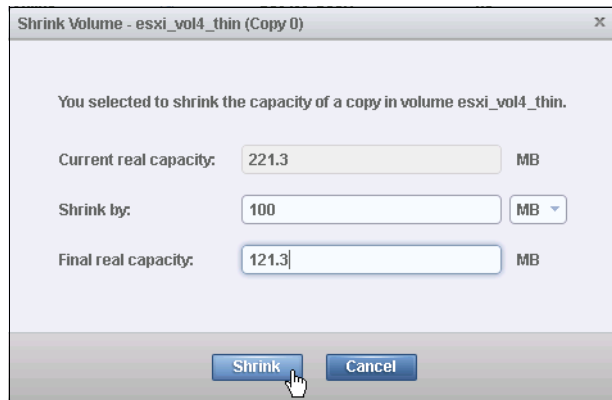 Shrink Volume - esxi_vol4_thin (Copy 0) x
You selected to shrink the capacity of a copy in volume esxi_vol4_thin.
Current real capacity: 221.3 MB
Shrink by: 100 MB
Final real capacity: 121.3 MB
Shrink Cancel